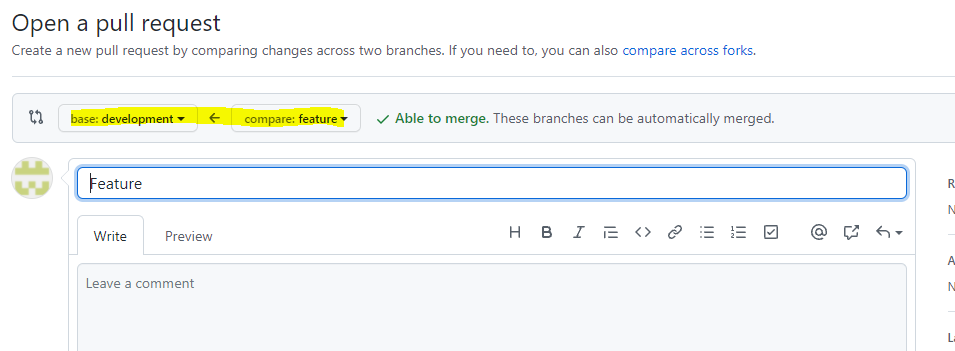 Open a pull request
Create a new pull request by comparing changes across two branches. If you need to, you can also compare across forks.
base: development ← compare: feature ✓ Able to merge. These branches can be automatically merged.
Feature
Write Preview H B I <> @
Leave a comment
R
N
A
N
La